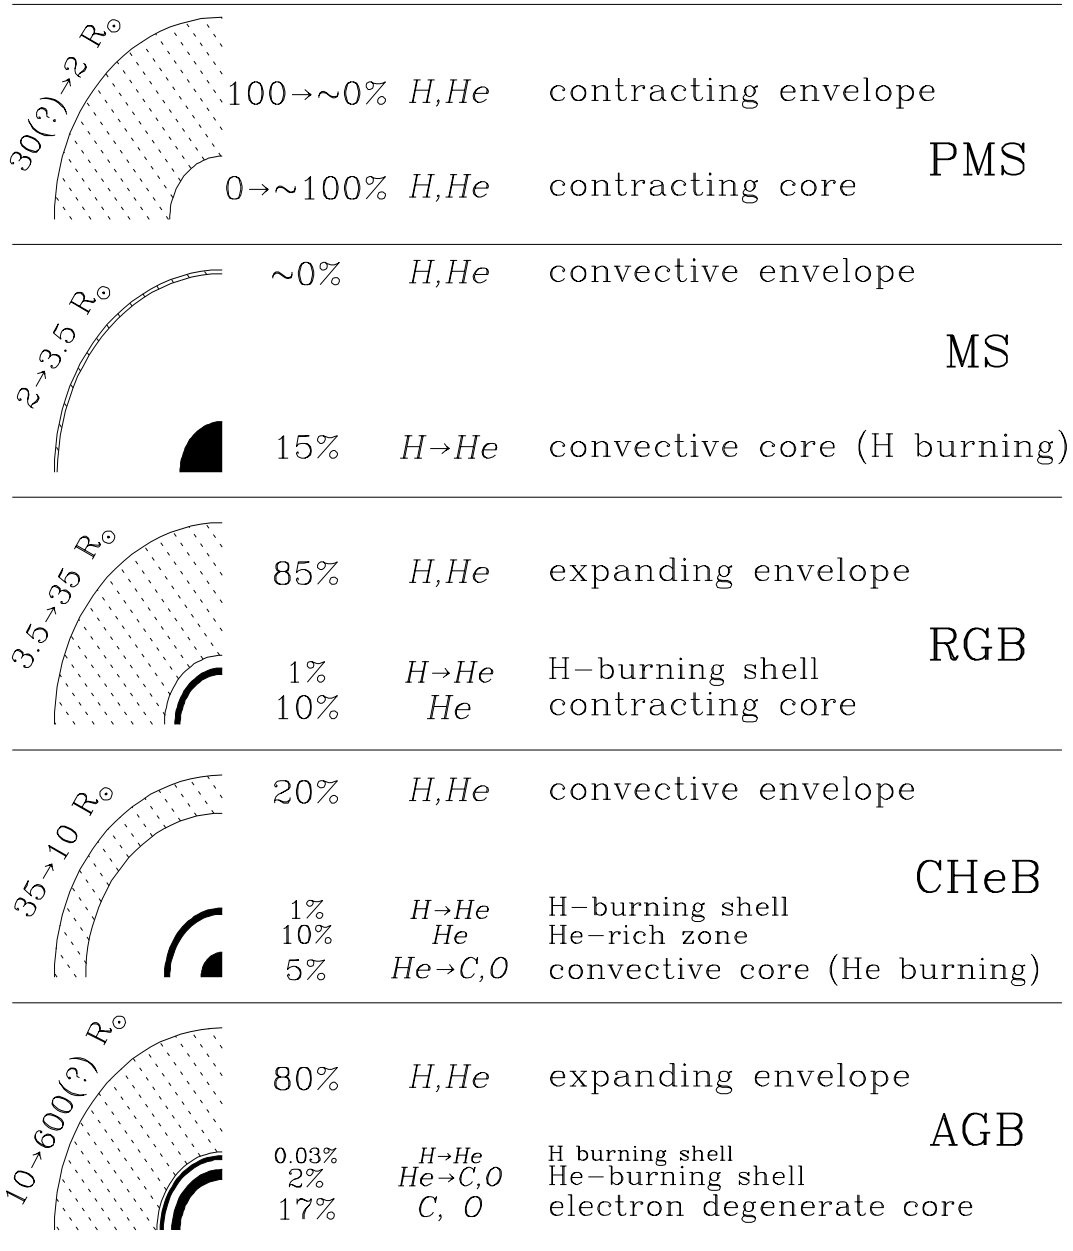 30(?)→2 R⊙
100→~0% H,He contracting envelope
PMS
0→~100% H,He contracting core
~0% H,He convective envelope
2→3.5 R⊙
MS
15% H→He convective core (H burning)
3.5→35 R⊙
85% H,He expanding envelope
RGB
1% H→He H-burning shell
10% He contracting core
20% H,He convective envelope
35→10 R⊙
CHeB
1% H→He H-burning shell
10% He He-rich zone
5% He→C,O convective core (He burning)
10→600(?) R⊙
80% H,He expanding envelope
AGB
0.03% H→He H burning shell
2% He→C,O He-burning shell
17% C, O electron degenerate core